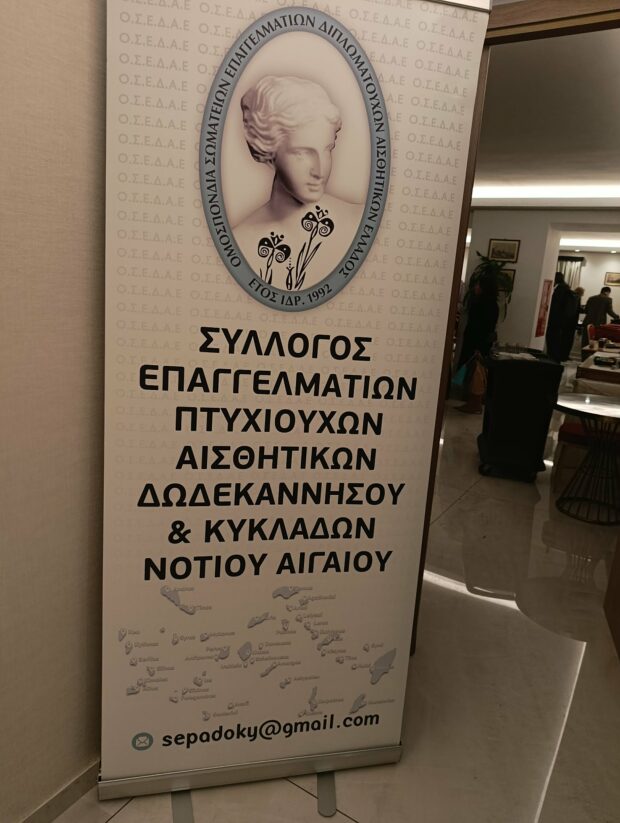 Ο.Σ.Ε.Δ.Α.Ε
ΟΜΟΣΠΟΝΔΙΑ ΣΩΜΑΤΕΙΩΝ ΕΠΑΓΓΕΛΜΑΤΙΩΝ ΔΙΠΛΩΜΑΤΟΥΧΩΝ ΑΙΣΘΗΤΙΚΩΝ ΕΛΛΑΔΟΣ
ΕΤΟΣ ΙΔΡ. 1992
ΣΥΛΛΟΓΟΣ
ΕΠΑΓΓΕΛΜΑΤΙΩΝ
ΠΤΥΧΙΟΥΧΩΝ
ΑΙΣΘΗΤΙΚΩΝ
ΔΩΔΕΚΑΝΝΗΣΟΥ
& ΚΥΚΛΑΔΩΝ
ΝΟΤΙΟΥ ΑΙΓΑΙΟΥ
sepadoky@gmail.com